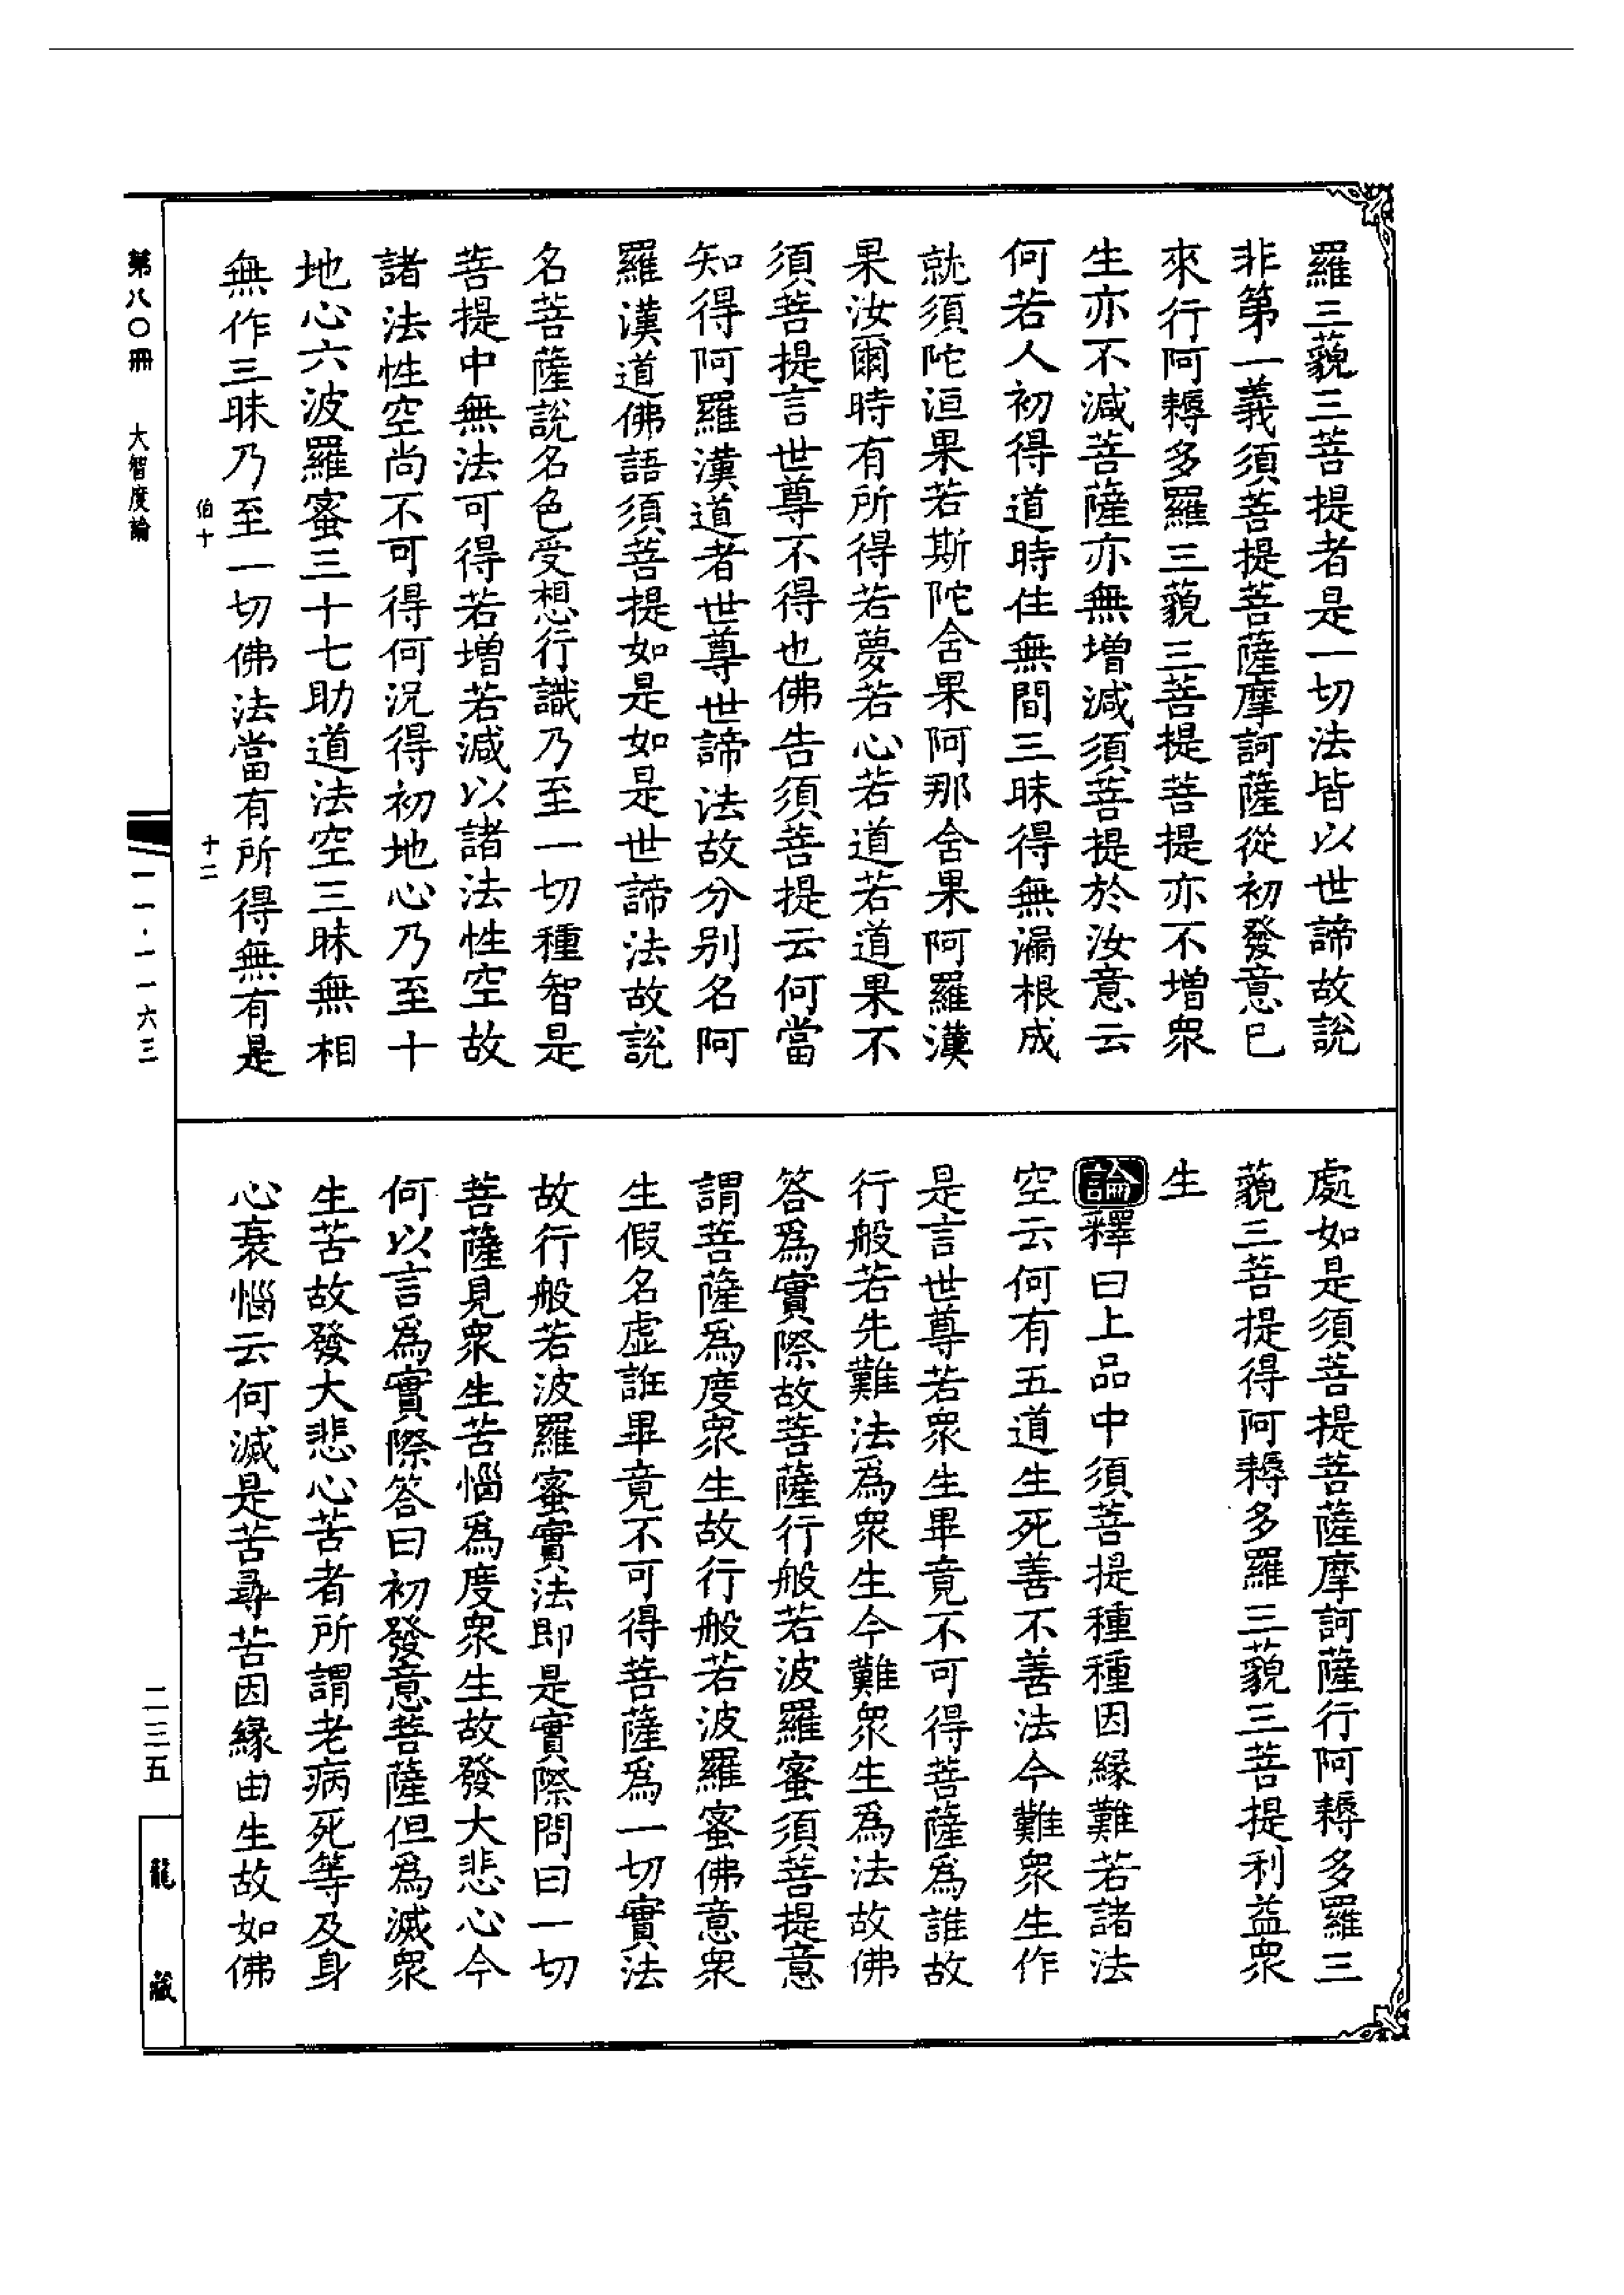 羅三藐三菩提者是一切法皆以世諦故說
非第一義須菩提菩薩摩訶薩從初發意已
來行阿耨多羅三藐三菩提菩提亦不增眾
生亦不減菩薩亦無增減須菩提於汝意云
何若人初得道時住無間三昧得無漏根成
就須陀洹果若斯陀含果阿那含果阿羅漢
果汝爾時有所得若夢若心若道若道果不
須菩提言世尊不得也佛告須菩提云何當
知得阿羅漢道者世尊世諦法故分別名阿
羅漢道佛語須菩提如是如是世諦法故說
名菩薩說名色受想行識乃至一切種智是
菩提中無法可得若增若減以諸法性空故
諸法性空尚不可得何況得初地心乃至十
地心六波羅蜜三十七助道法空三昧無相
無作三昧乃至一切佛法當有所得無有是
處如是須菩提菩薩摩訶薩行阿耨多羅三
藐三菩提得阿耨多羅三藐三菩提利益眾
生
論釋曰上品中須菩提種種因緣難若諸法
空云何有五道生死善不善法今難眾生作
是言世尊若眾生畢竟不可得菩薩為誰故
行般若先難法為眾生今難眾生為法故佛
答為實際故菩薩行般若波羅蜜須菩提意
謂菩薩為度眾生故行般若波羅蜜佛意眾
生假名虛誑畢竟不可得菩薩為一切實法
故行般若波羅蜜實法即是實際問曰一切
菩薩見眾生苦惱為度眾生故發大悲心今
何以言為實際答曰初發意菩薩但為滅眾
生苦故發大悲心苦者所謂老病死等及身
心衰惱云何滅是苦尋苦因緣由生故如佛
伯十
十二
第八〇冊 大智度論
一一·一一六三
二三五
龍藏